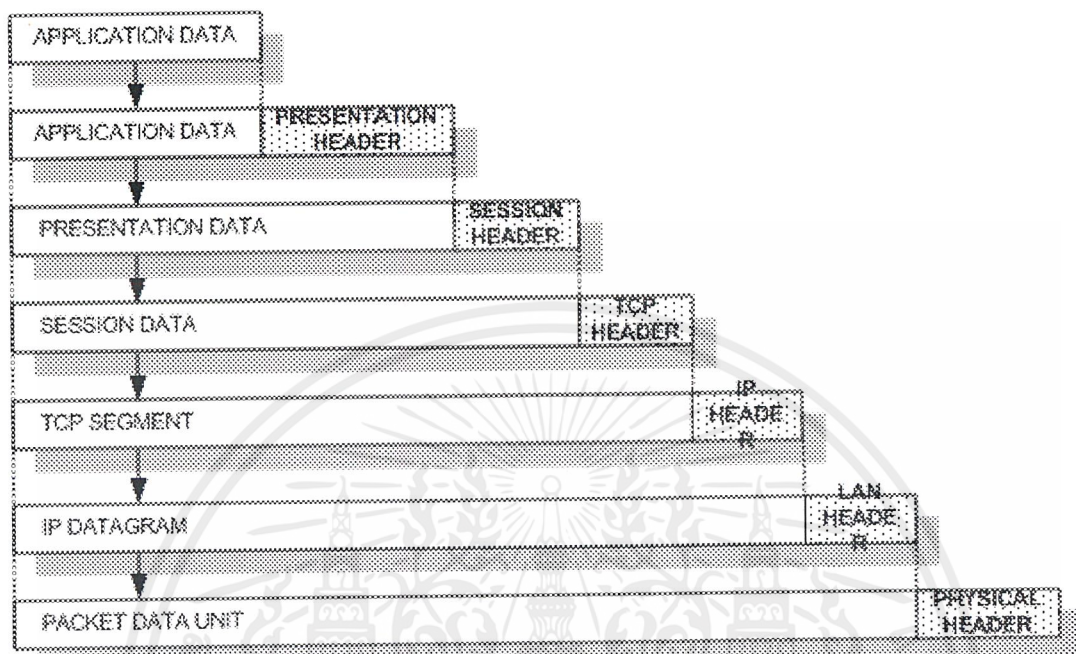 APPLICATION DATA
APPLICATION DATA
PRESENTATION
HEADER
PRESENTATION DATA
SESSION
HEADER
SESSION DATA
TCP
HEADER
TCP SEGMENT
IP
HEADE
R
IP DATAGRAM
LAN
HEADE
R
PACKET DATA UNIT
PHYSICAL
HEADER